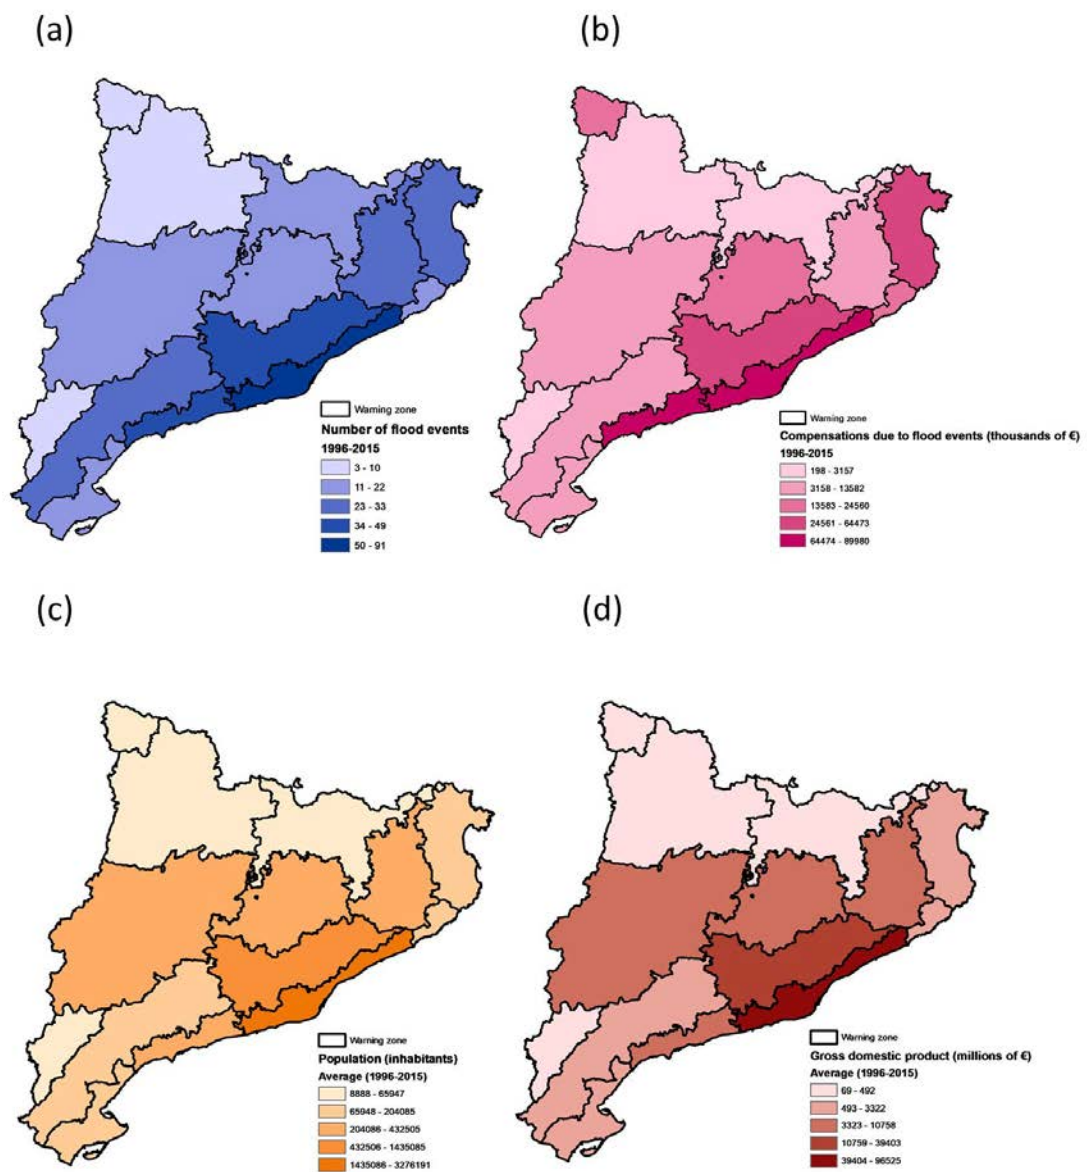 (a)
(b)
Warning zone
Number of flood events
1996-2015
3 - 10
11 - 22
23 - 33
34 - 49
50 - 91
Warning zone
Compensations due to flood events (thousands of €)
1996-2015
198 - 3157
3158 - 13582
13583 - 24560
24561 - 64473
64474 - 89980
(c)
(d)
Warning zone
Population (inhabitants)
Average (1996-2015)
8888 - 65947
65948 - 204085
204086 - 432505
432506 - 1435085
1435086 - 3276191
Warning zone
Gross domestic product (millions of €)
Average (1996-2015)
69 - 492
493 - 3322
3323 - 10758
10759 - 39403
39404 - 96525